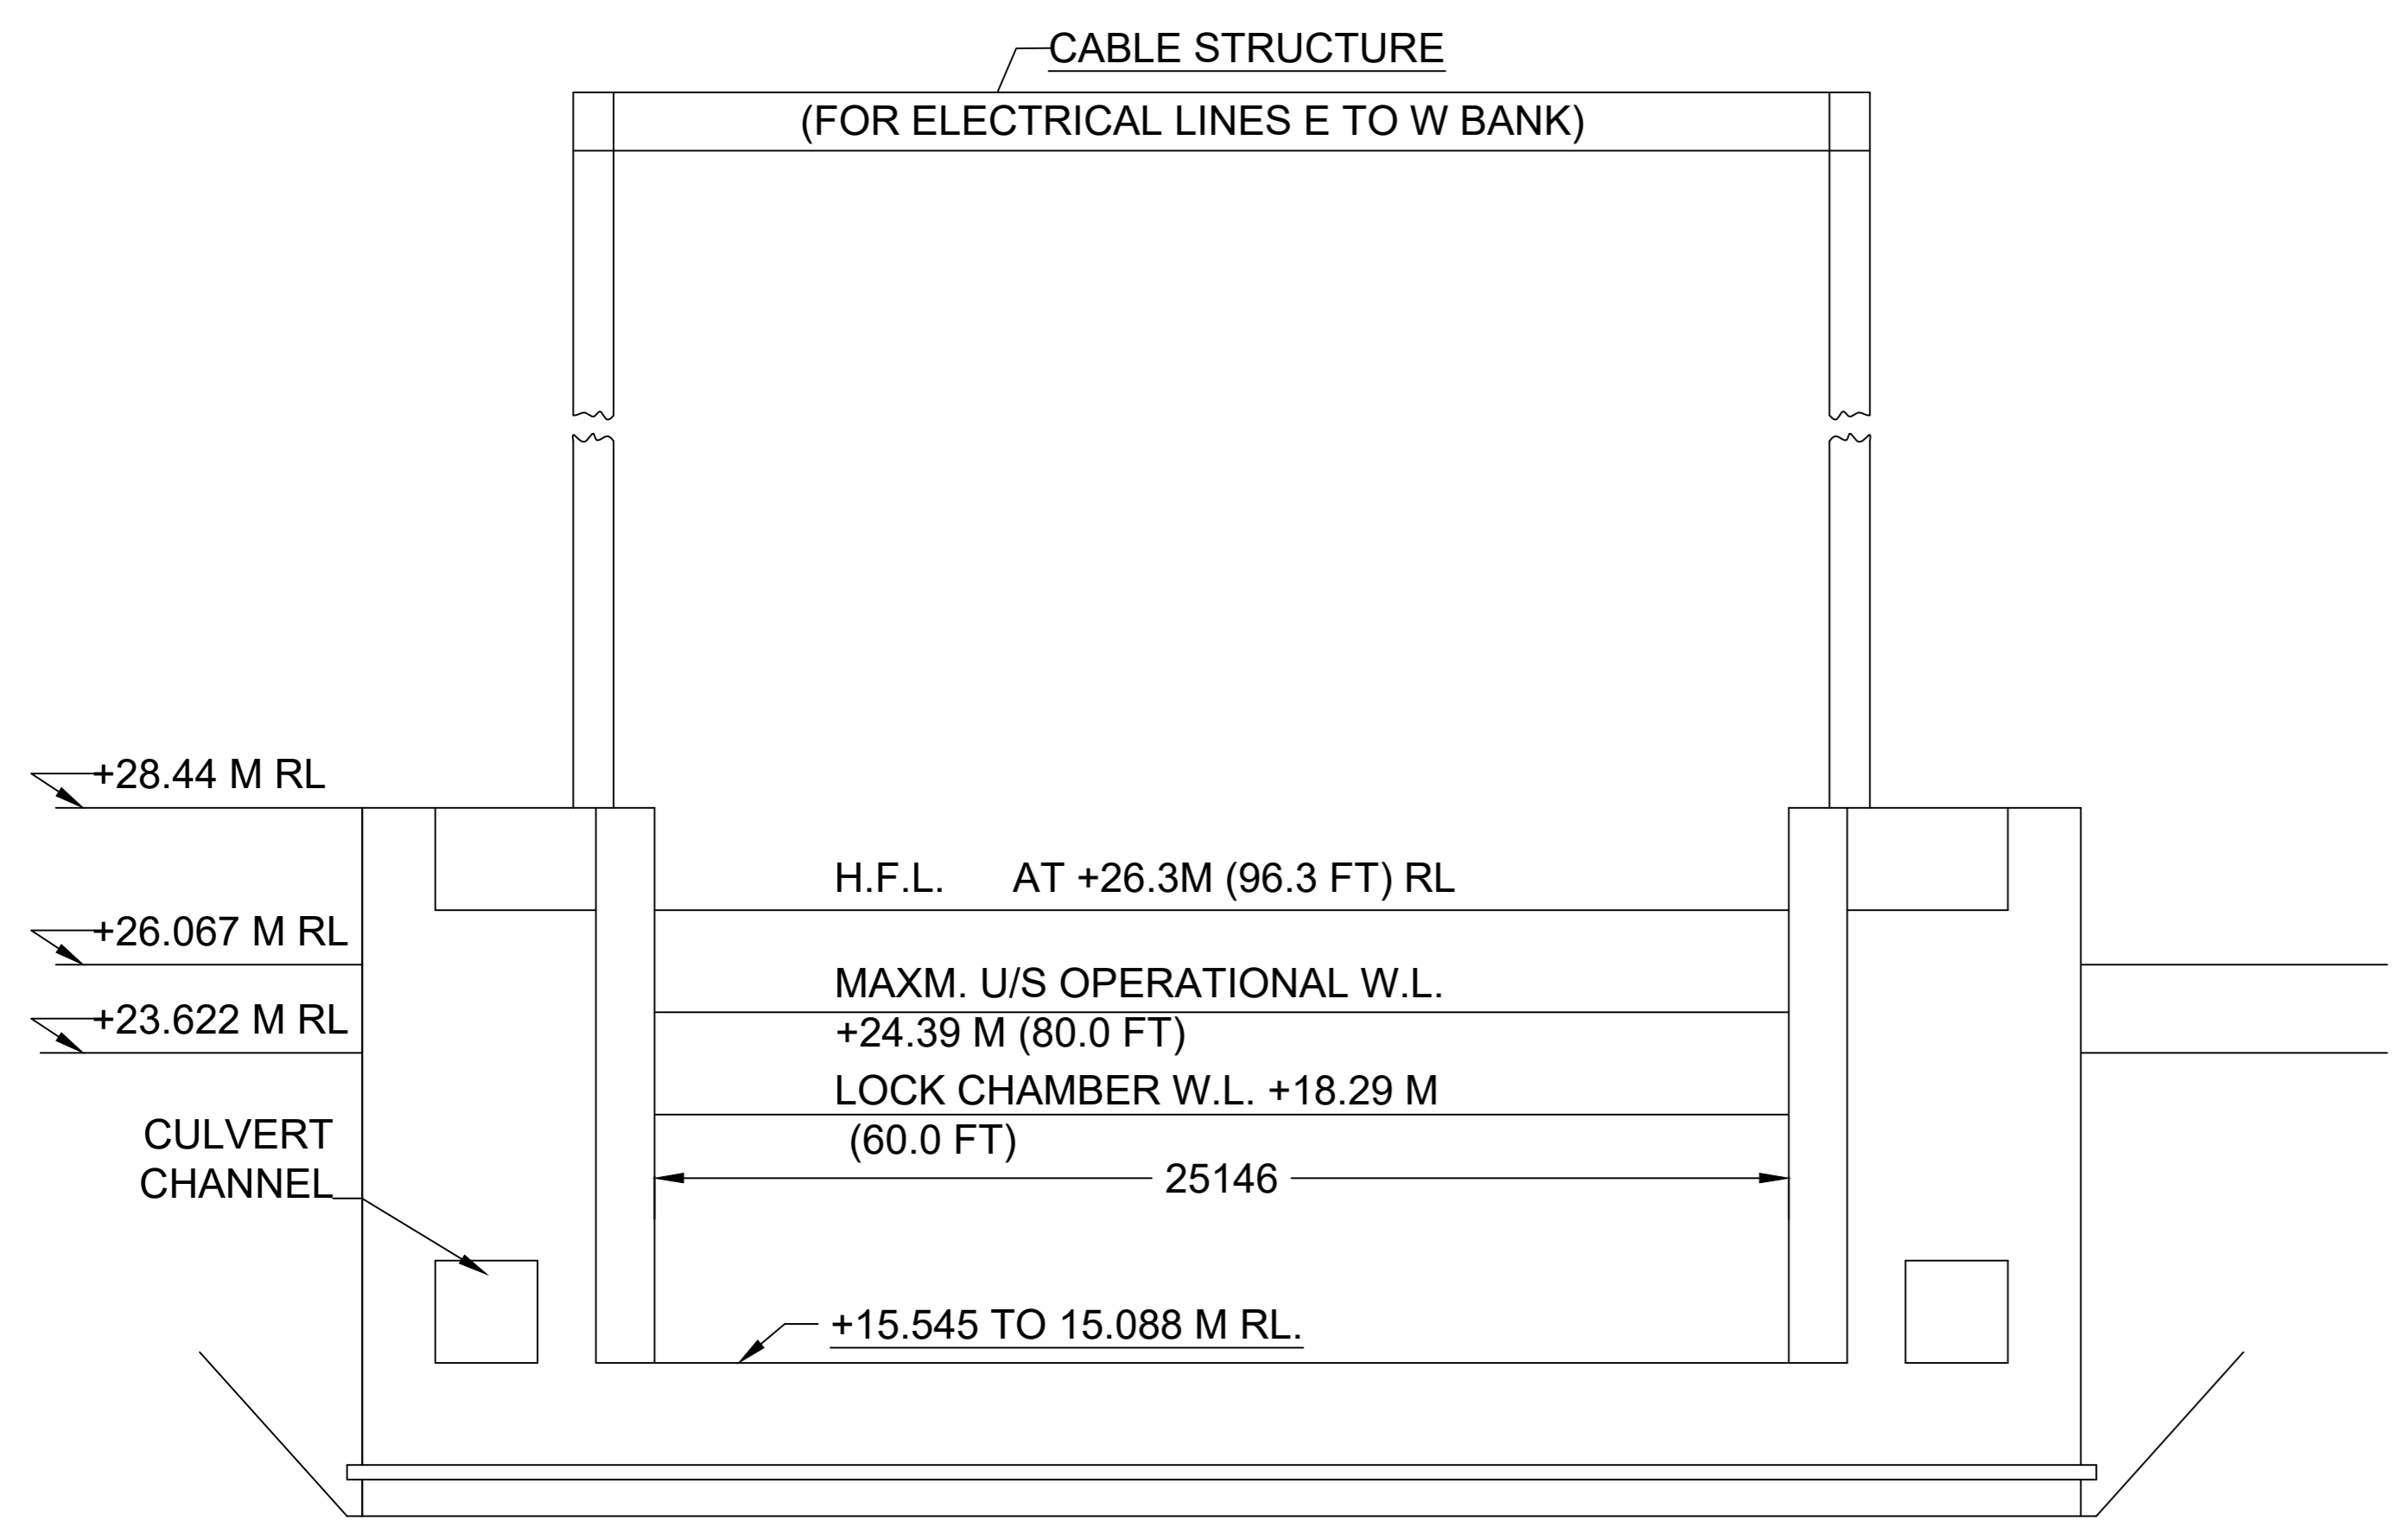 CABLE STRUCTURE
(FOR ELECTRICAL LINES E TO W BANK)
+28.44 M RL
H.F.L. AT +26.3M (96.3 FT) RL
+26.067 M RL
MAXM. U/S OPERATIONAL W.L.
+24.39 M (80.0 FT)
+23.622 M RL
LOCK CHAMBER W.L. +18.29 M
(60.0 FT)
CULVERT
CHANNEL
25146
+15.545 TO 15.088 M RL.